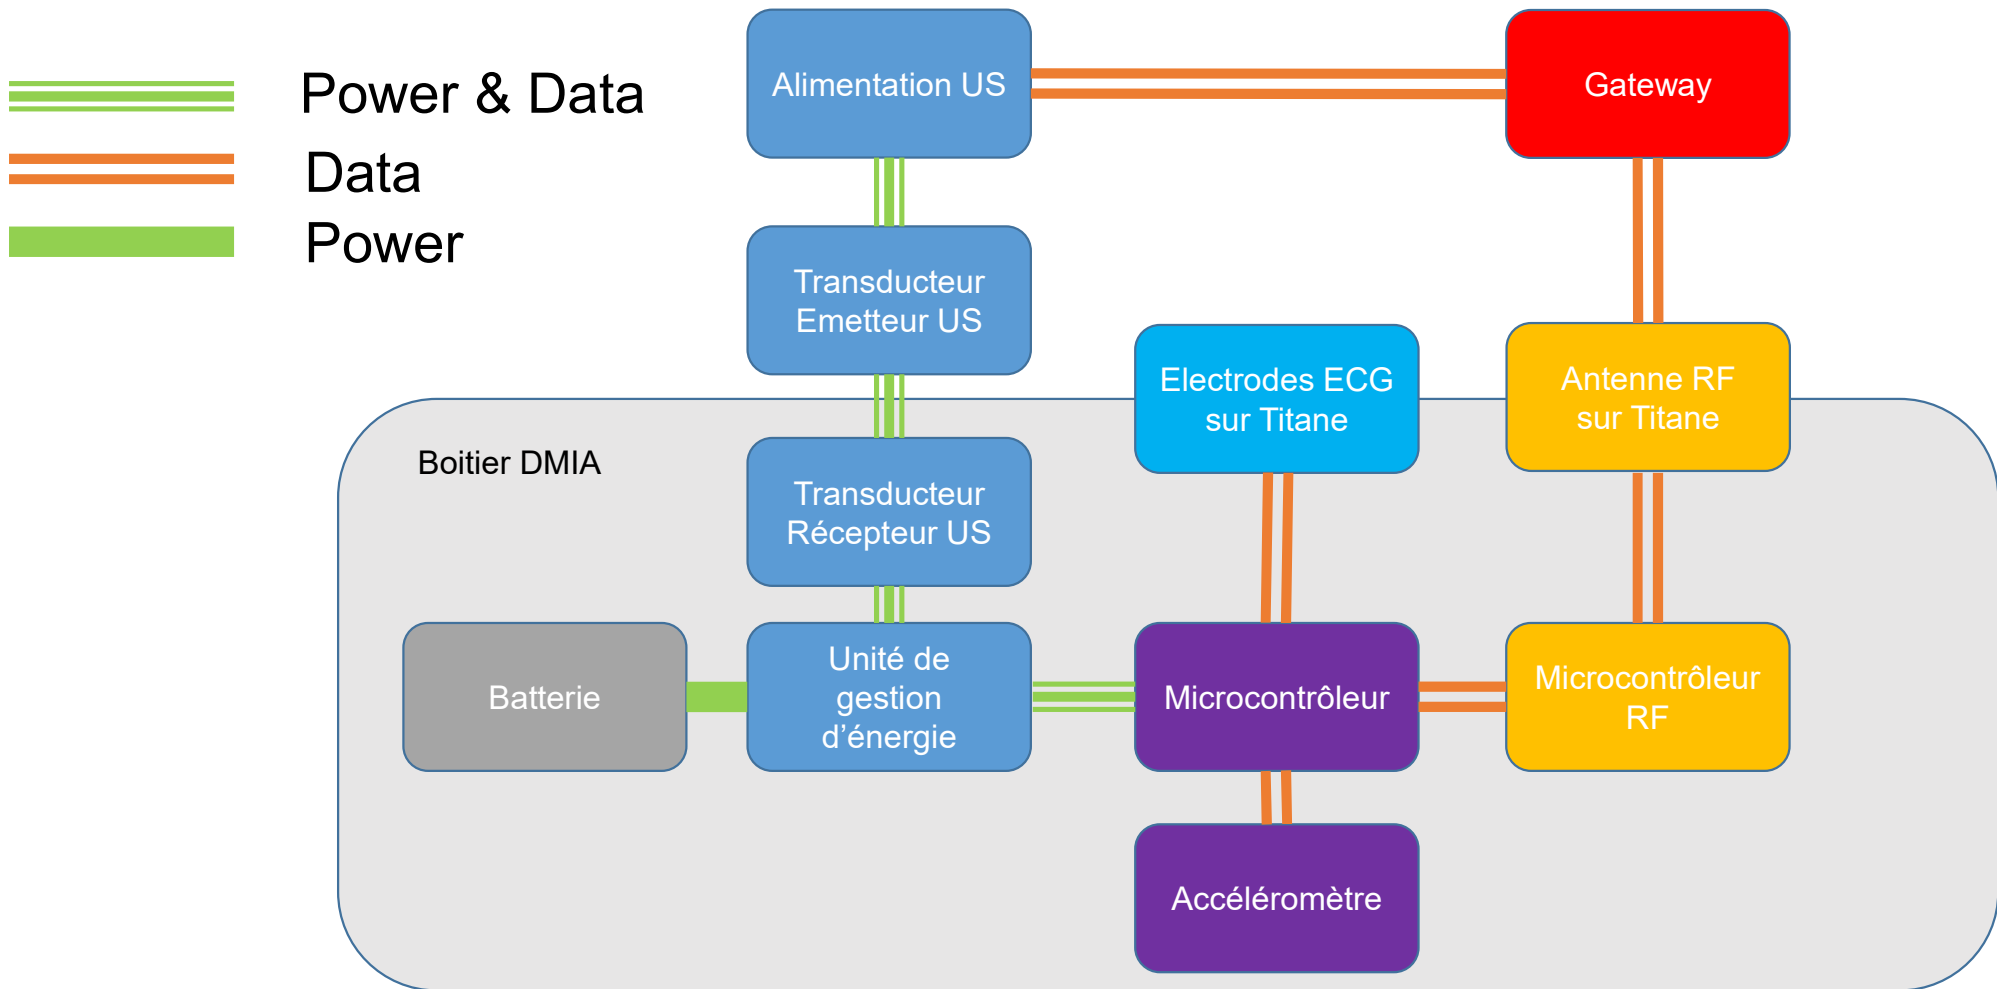 Power & Data
Data
Power
Alimentation US
Gateway
Transducteur
Emetteur US
Electrodes ECG
sur Titane
Antenne RF
sur Titane
Boitier DMIA
Transducteur
Récepteur US
Batterie
Unité de
gestion
d’énergie
Microcontrôleur
Microcontrôleur
RF
Accéléromètre